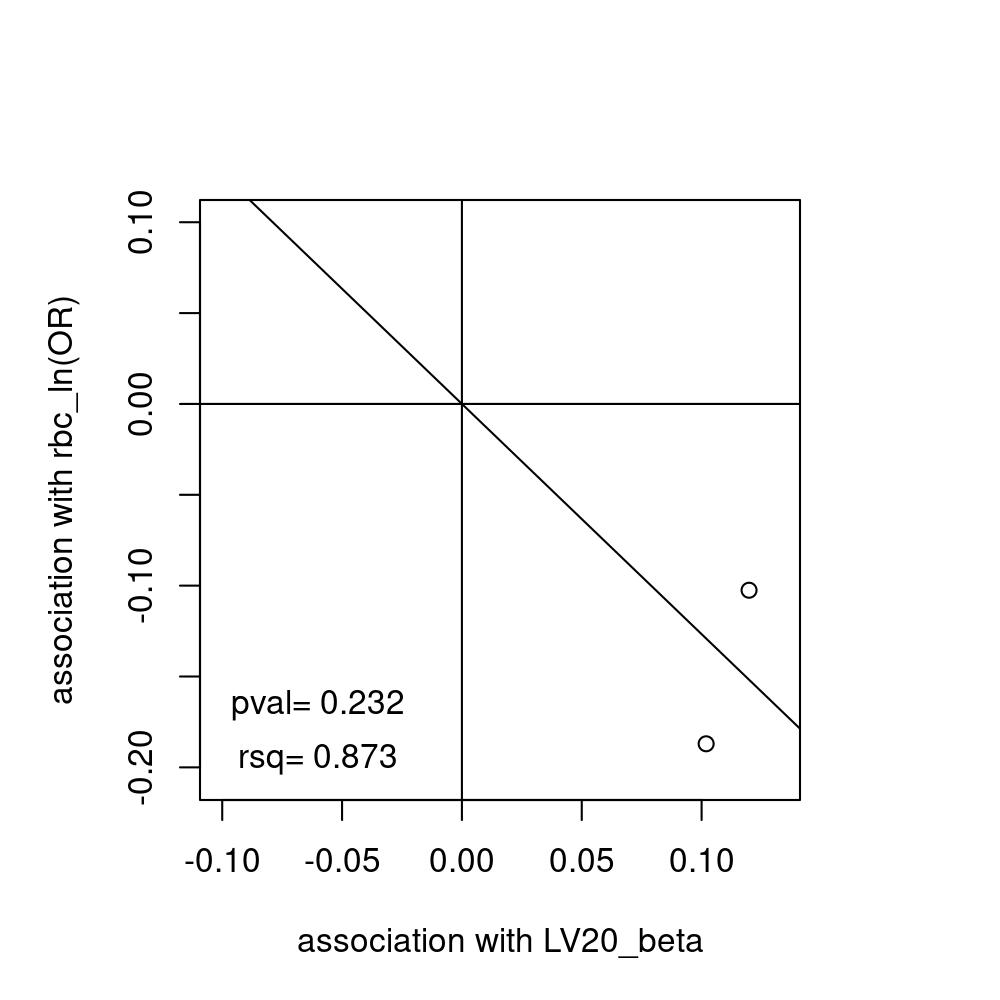 association with rbc_ln(OR)
0.10
0.00
-0.10
-0.20
pval= 0.232
rsq= 0.873
-0.10 -0.05 0.00 0.05 0.10
association with LV20_beta